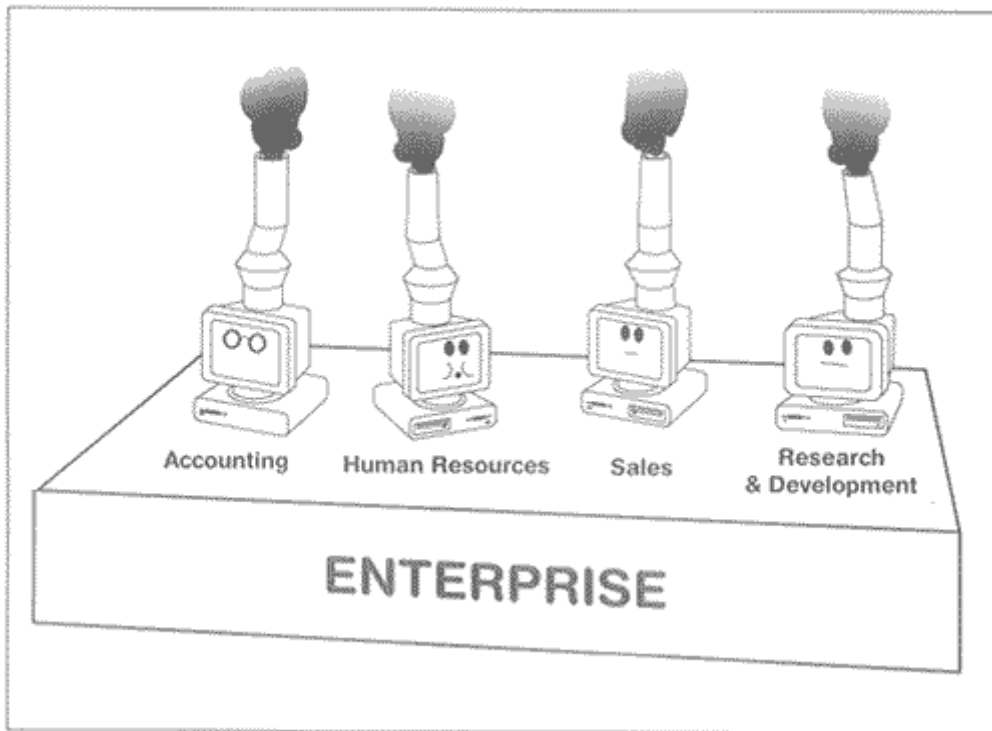 Accounting
Human Resources
Sales
Research
& Development
ENTERPRISE